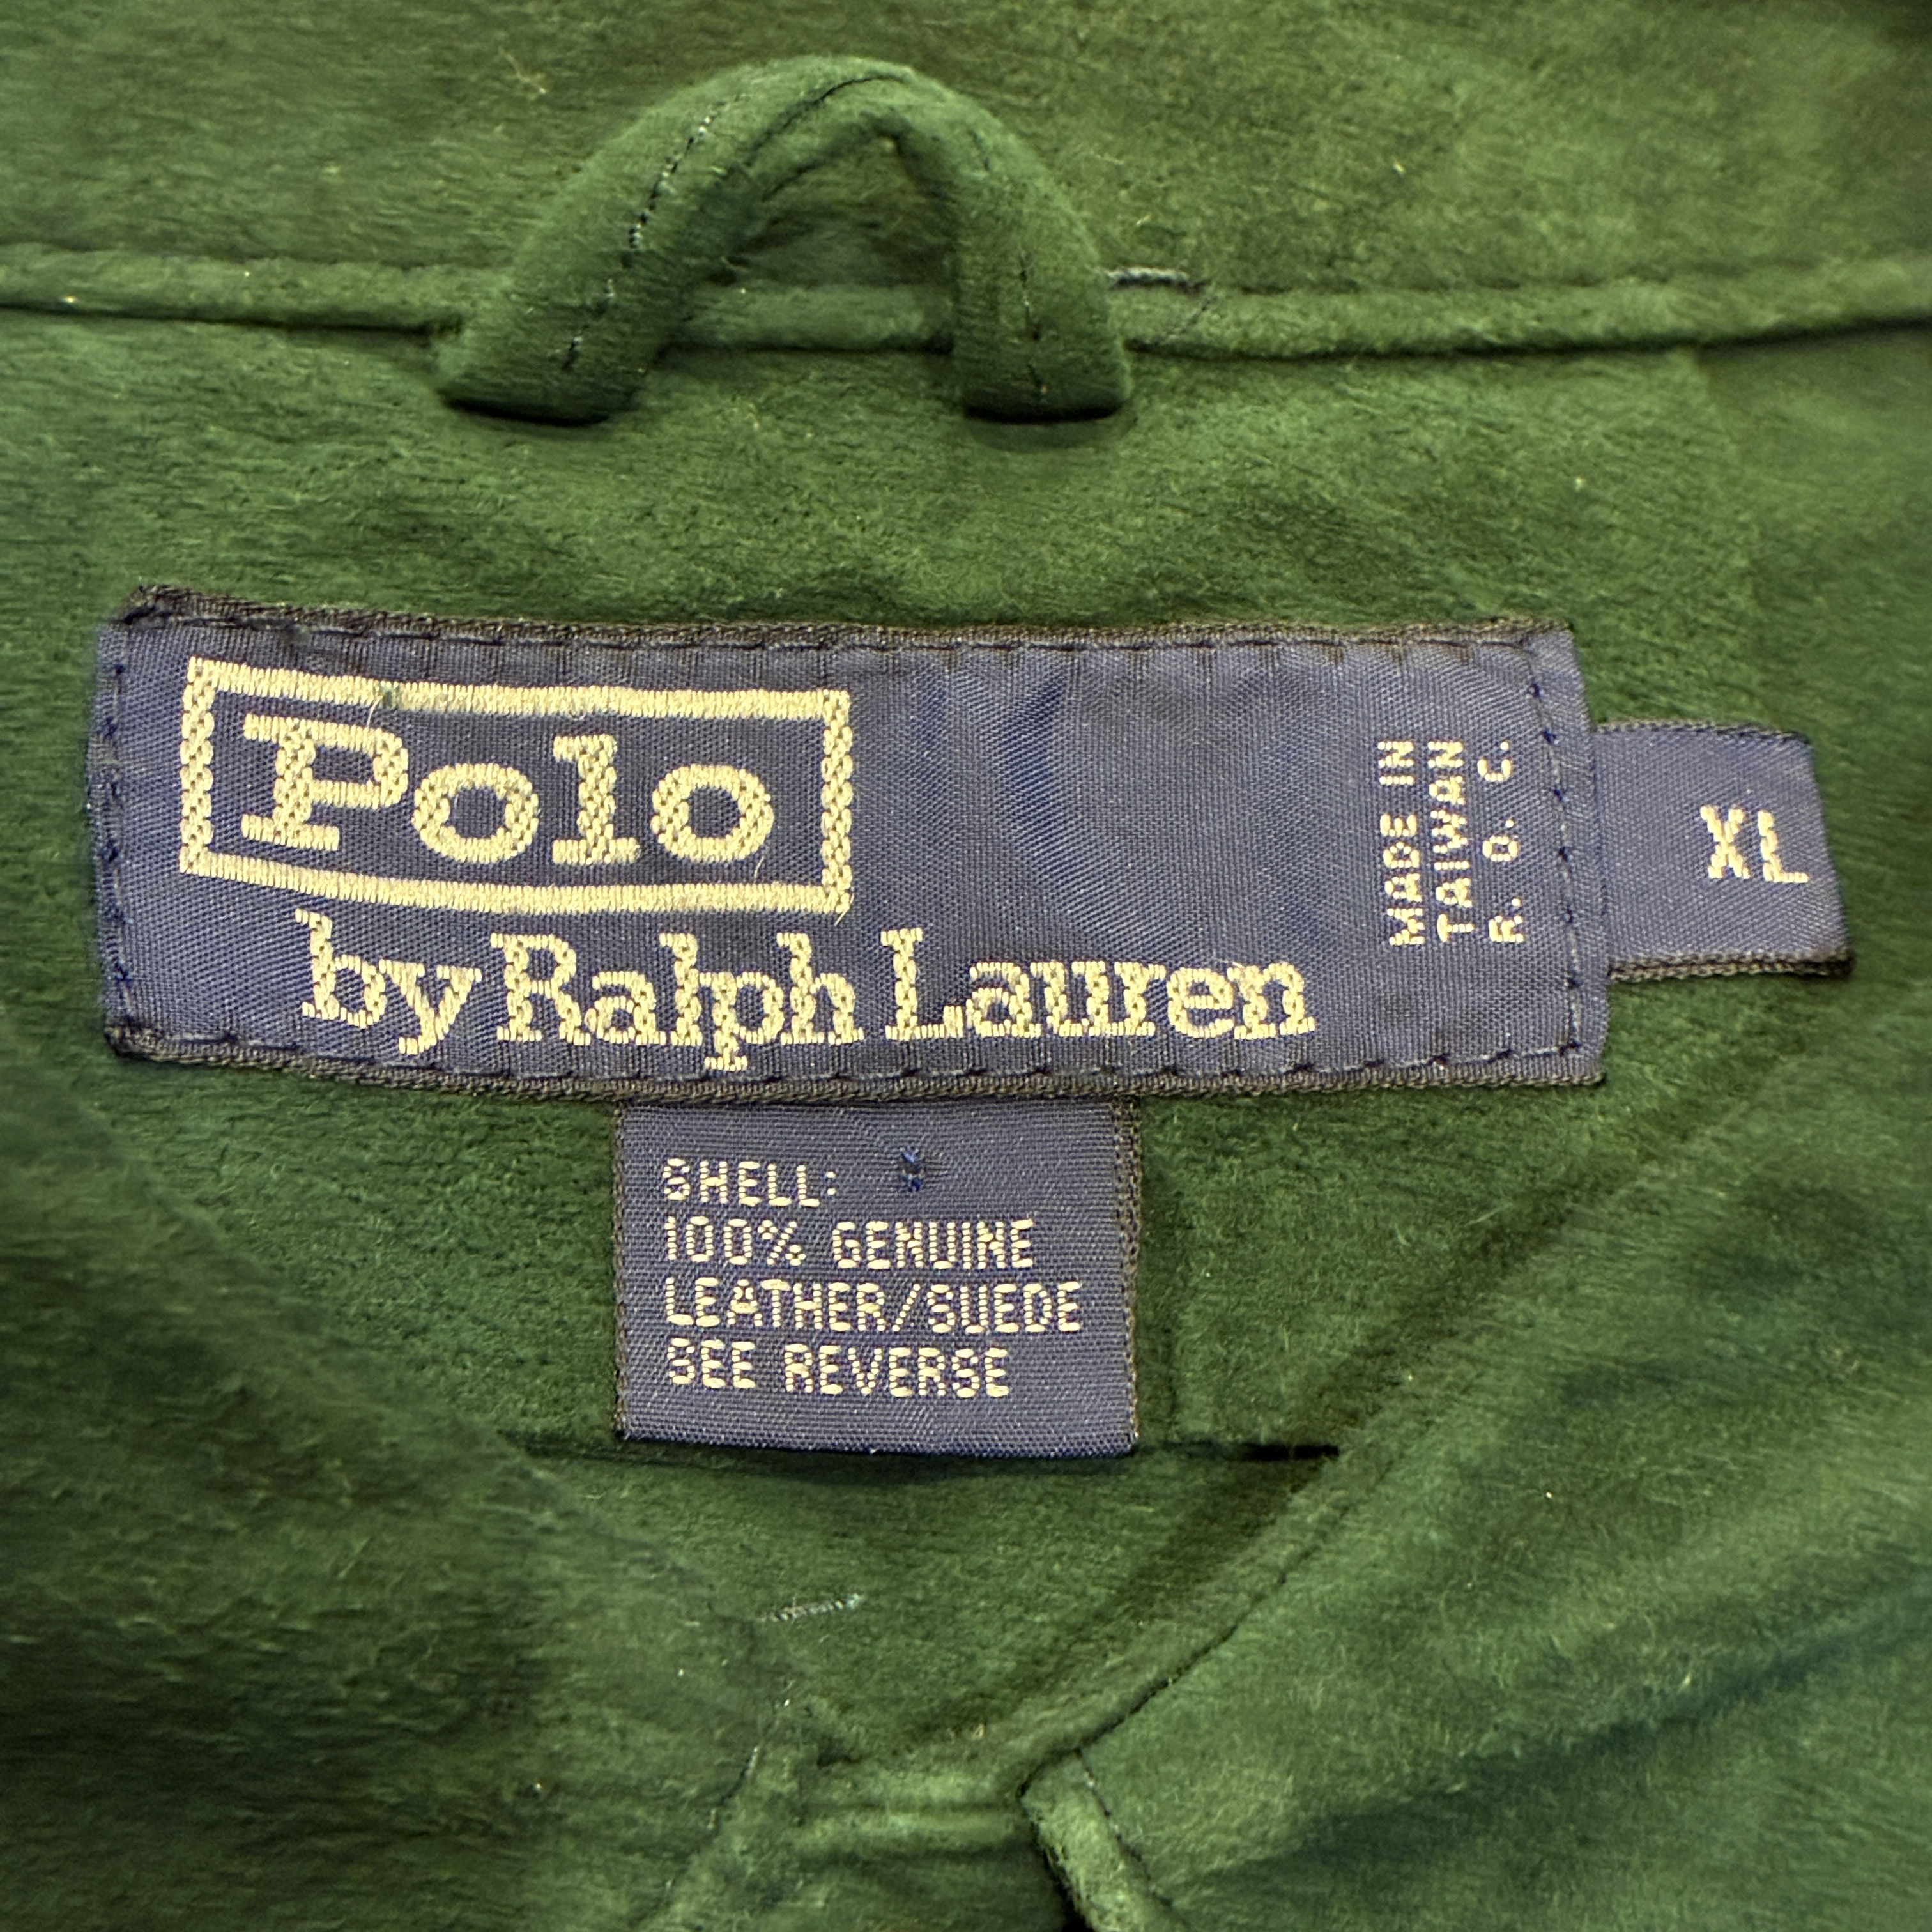 Polo
by Ralph Lauren
MADE IN
TAIWAN
R. O. C.
XL
SHELL:
100% GENUINE
LEATHER/SUEDE
SEE REVERSE